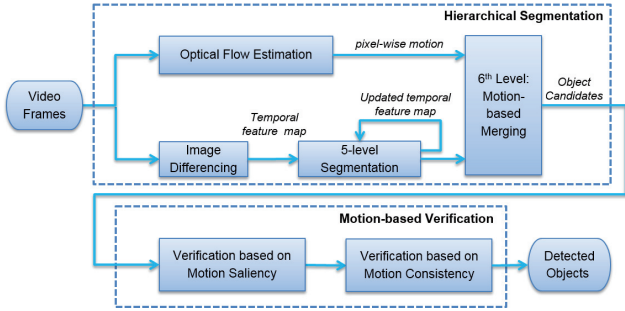 Hierarchical Segmentation
Optical Flow Estimation
pixel-wise motion
6th Level:
Motion-
based
Merging
Object
Candidates
Video
Frames
Temporal
feature map
Updated temporal
feature map
Image
Differencing
5-level
Segmentation
Motion-based Verification
Verification based on
Motion Saliency
Verification based on
Motion Consistency
Detected
Objects